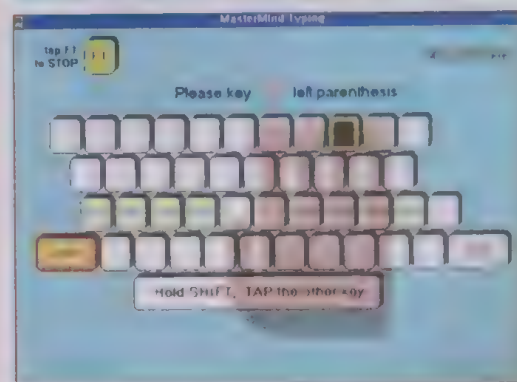 MasterMind Typing
tap F1
to STOP
F1
Please key left parenthesis
Hold SHIFT, TAP the other key